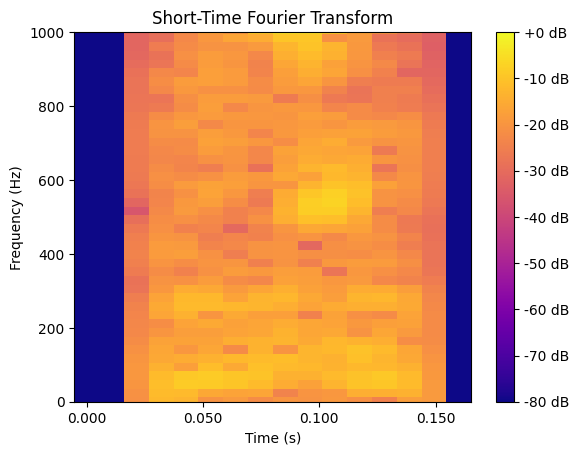 Short-Time Fourier Transform
1000
800
600
400
200
0
Frequency (Hz)
0.000
0.050
0.100
0.150
Time (s)
+0 dB
-10 dB
-20 dB
-30 dB
-40 dB
-50 dB
-60 dB
-70 dB
-80 dB